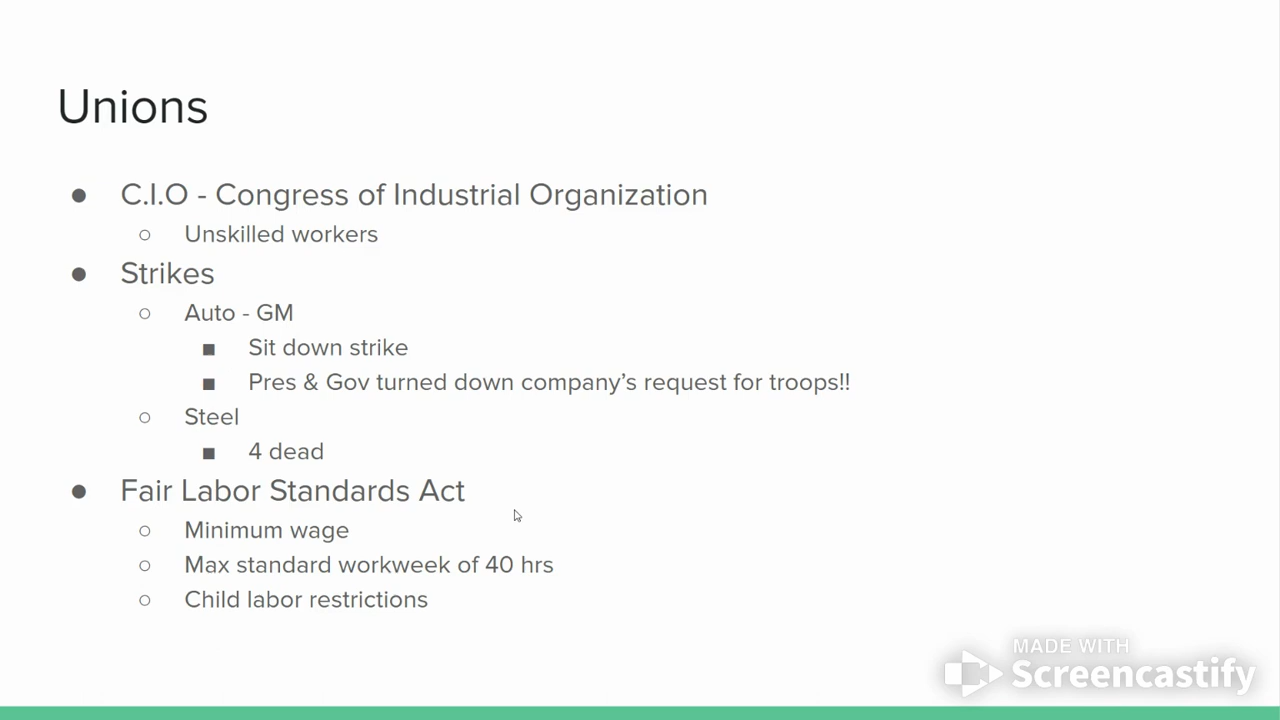 Unions
● C.I.O - Congress of Industrial Organization
○ Unskilled workers
● Strikes
○ Auto - GM
■ Sit down strike
■ Pres & Gov turned down company’s request for troops!!
○ Steel
■ 4 dead
● Fair Labor Standards Act
○ Minimum wage
○ Max standard workweek of 40 hrs
○ Child labor restrictions
MADE WITH
Screencastify